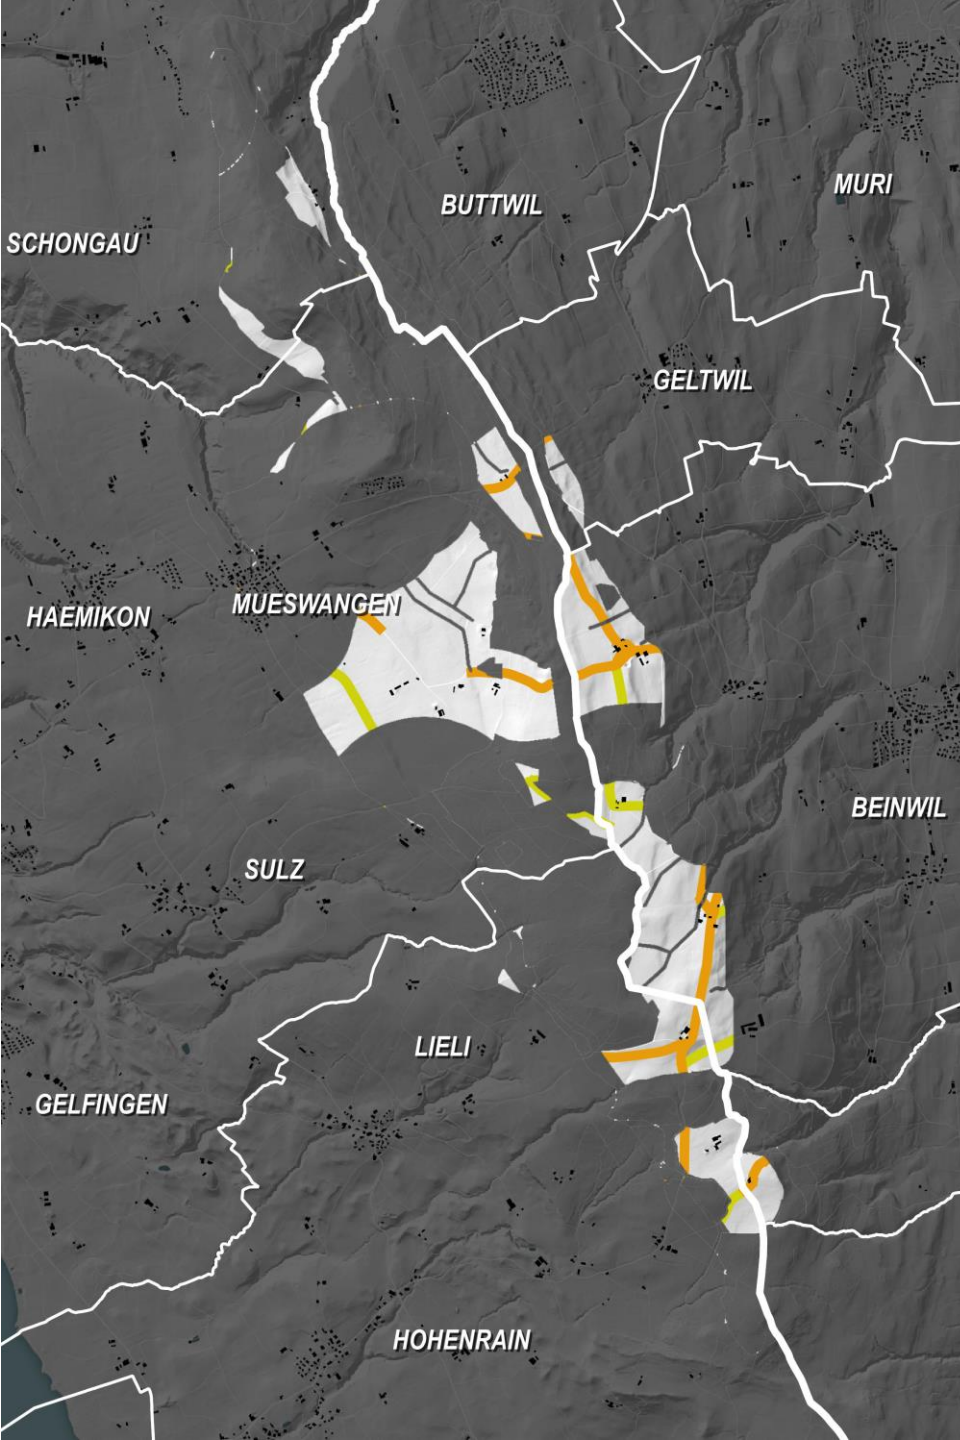 MURI
BUTTWIL
SCHONGAU
GELTWIL
MUESWANGEN
HAEMIKON
BEINWIL
SULZ
LIELI
GELFINGEN
HOHENRAIN